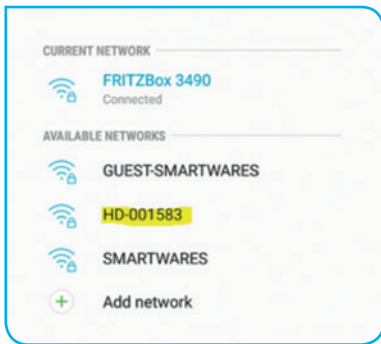 CURRENT NETWORK
FRITZBox 3490
Connected
AVAILABLE NETWORKS
GUEST-SMARTWARES
HD-001583
SMARTWARES
Add network